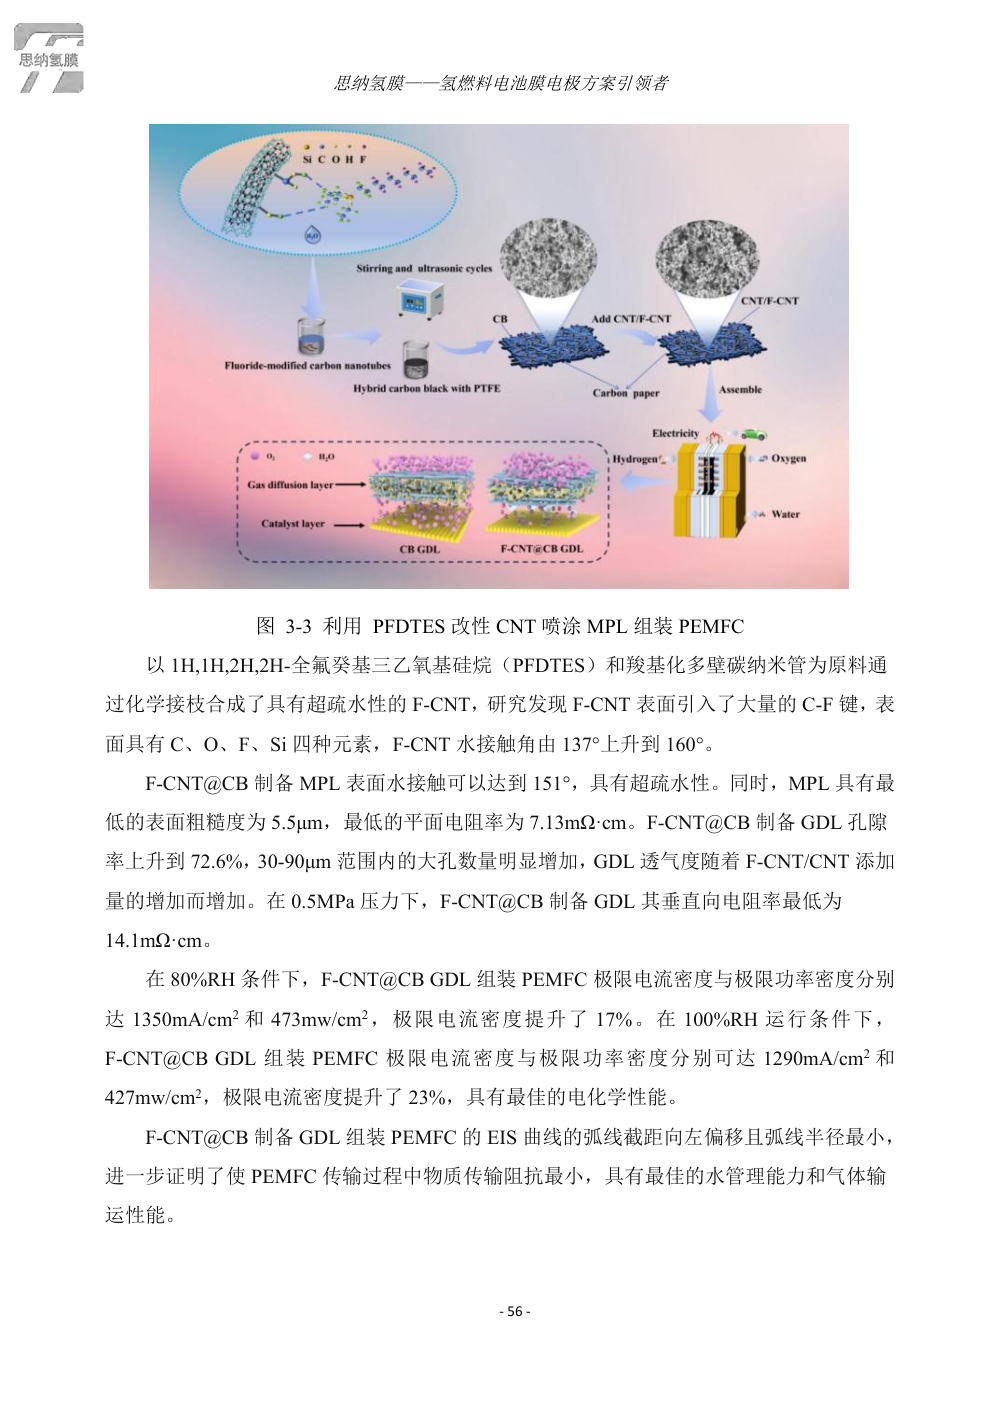 思纳氢膜
思纳氢膜——氢燃料电池膜电极方案引领者
Si C O H F
H₂O
Stirring and ultrasonic cycles
CNT/F-CNT
CB
Add CNT/F-CNT
Fluoride-modified carbon nanotubes
Hybrid carbon black with PTFE
Carbon paper
Assemble
Electricity
O₂
H₂O
Hydrogen
Oxygen
Gas diffusion layer
Water
Catalyst layer
CB GDL
F-CNT@CB GDL
图 3-3 利用 PFDTES 改性 CNT 喷涂 MPL 组装 PEMFC
以 1H,1H,2H,2H-全氟癸基三乙氧基硅烷（PFDTES）和羧基化多壁碳纳米管为原料通
过化学接枝合成了具有超疏水性的 F-CNT，研究发现 F-CNT 表面引入了大量的 C-F 键，表
面具有 C、O、F、Si 四种元素，F-CNT 水接触角由 137°上升到 160°。
F-CNT@CB 制备 MPL 表面水接触可以达到 151°，具有超疏水性。同时，MPL 具有最
低的表面粗糙度为 5.5μm，最低的平面电阻率为 7.13mΩ·cm。F-CNT@CB 制备 GDL 孔隙
率上升到 72.6%，30-90μm 范围内的大孔数量明显增加，GDL 透气度随着 F-CNT/CNT 添加
量的增加而增加。在 0.5MPa 压力下，F-CNT@CB 制备 GDL 其垂直向电阻率最低为
14.1mΩ·cm。
在 80%RH 条件下，F-CNT@CB GDL 组装 PEMFC 极限电流密度与极限功率密度分别
达 1350mA/cm² 和 473mw/cm²，极限电流密度提升了 17%。在 100%RH 运行条件下，
F-CNT@CB GDL 组装 PEMFC 极限电流密度与极限功率密度分别可达 1290mA/cm² 和
427mw/cm²，极限电流密度提升了 23%，具有最佳的电化学性能。
F-CNT@CB 制备 GDL 组装 PEMFC 的 EIS 曲线的弧线截距向左偏移且弧线半径最小，
进一步证明了使 PEMFC 传输过程中物质传输阻抗最小，具有最佳的水管理能力和气体输
运性能。
- 56 -